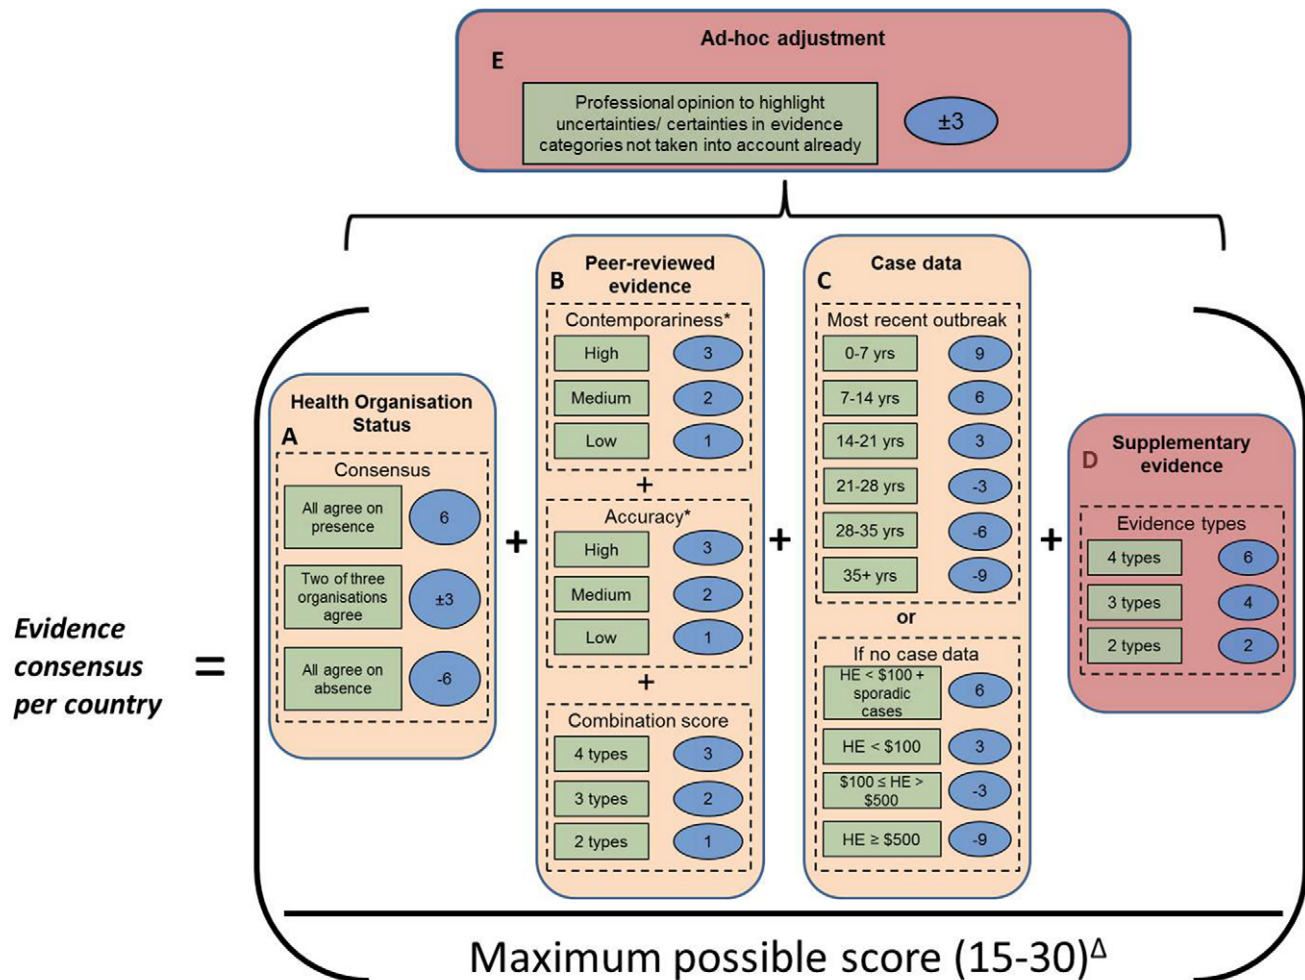 Ad-hoc adjustment
E
Professional opinion to highlight
uncertainties/ certainties in evidence
categories not taken into account already
±3
Evidence
consensus
per country
=
Health Organisation
Status
A
Consensus
All agree on
presence
6
Two of three
organisations
agree
±3
All agree on
absence
-6
+
Peer-reviewed
evidence
B
Contemporariness*
High 3
Medium 2
Low 1
+
Accuracy*
High 3
Medium 2
Low 1
+
Combination score
4 types 3
3 types 2
2 types 1
+
Case data
C
Most recent outbreak
0-7 yrs 9
7-14 yrs 6
14-21 yrs 3
21-28 yrs -3
28-35 yrs -6
35+ yrs -9
or
If no case data
HE < $100 +
sporadic
cases
6
HE < $100 3
$100 ≤ HE >
$500
-3
HE ≥ $500 -9
+
Supplementary
evidence
D
Evidence types
4 types 6
3 types 4
2 types 2
Maximum possible score (15-30)Δ